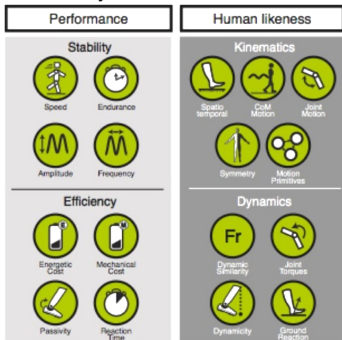 Performance
Stability
Speed
Endurance
Amplitude
Frequency
Efficiency
E
Energetic
Cost
M
Mechanical
Cost
Passivity
Reaction
Time
Human likeness
Kinematics
Spatio
temporal
CoM
Motion
Joint
Motion
Symmetry
Motion
Primitives
Dynamics
Fr
Dynamic
Similarity
Joint
Torques
Dynamicity
Ground
Reaction